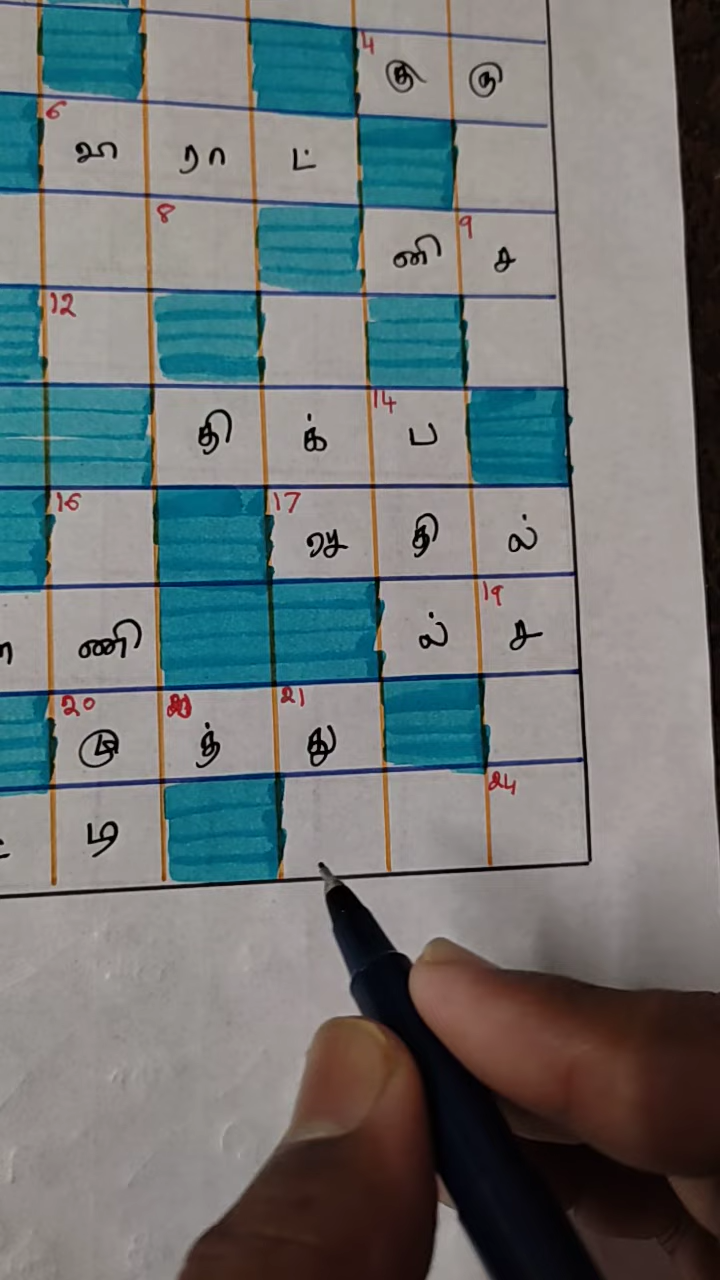 4 கு ரு
6 வி ரா ட்
8 னி 9 ச
12
தி க் 14 ப
16 17 ஷ தி ல்
ணி ல் 19 ச
20 மு த் 21 து
டி 24